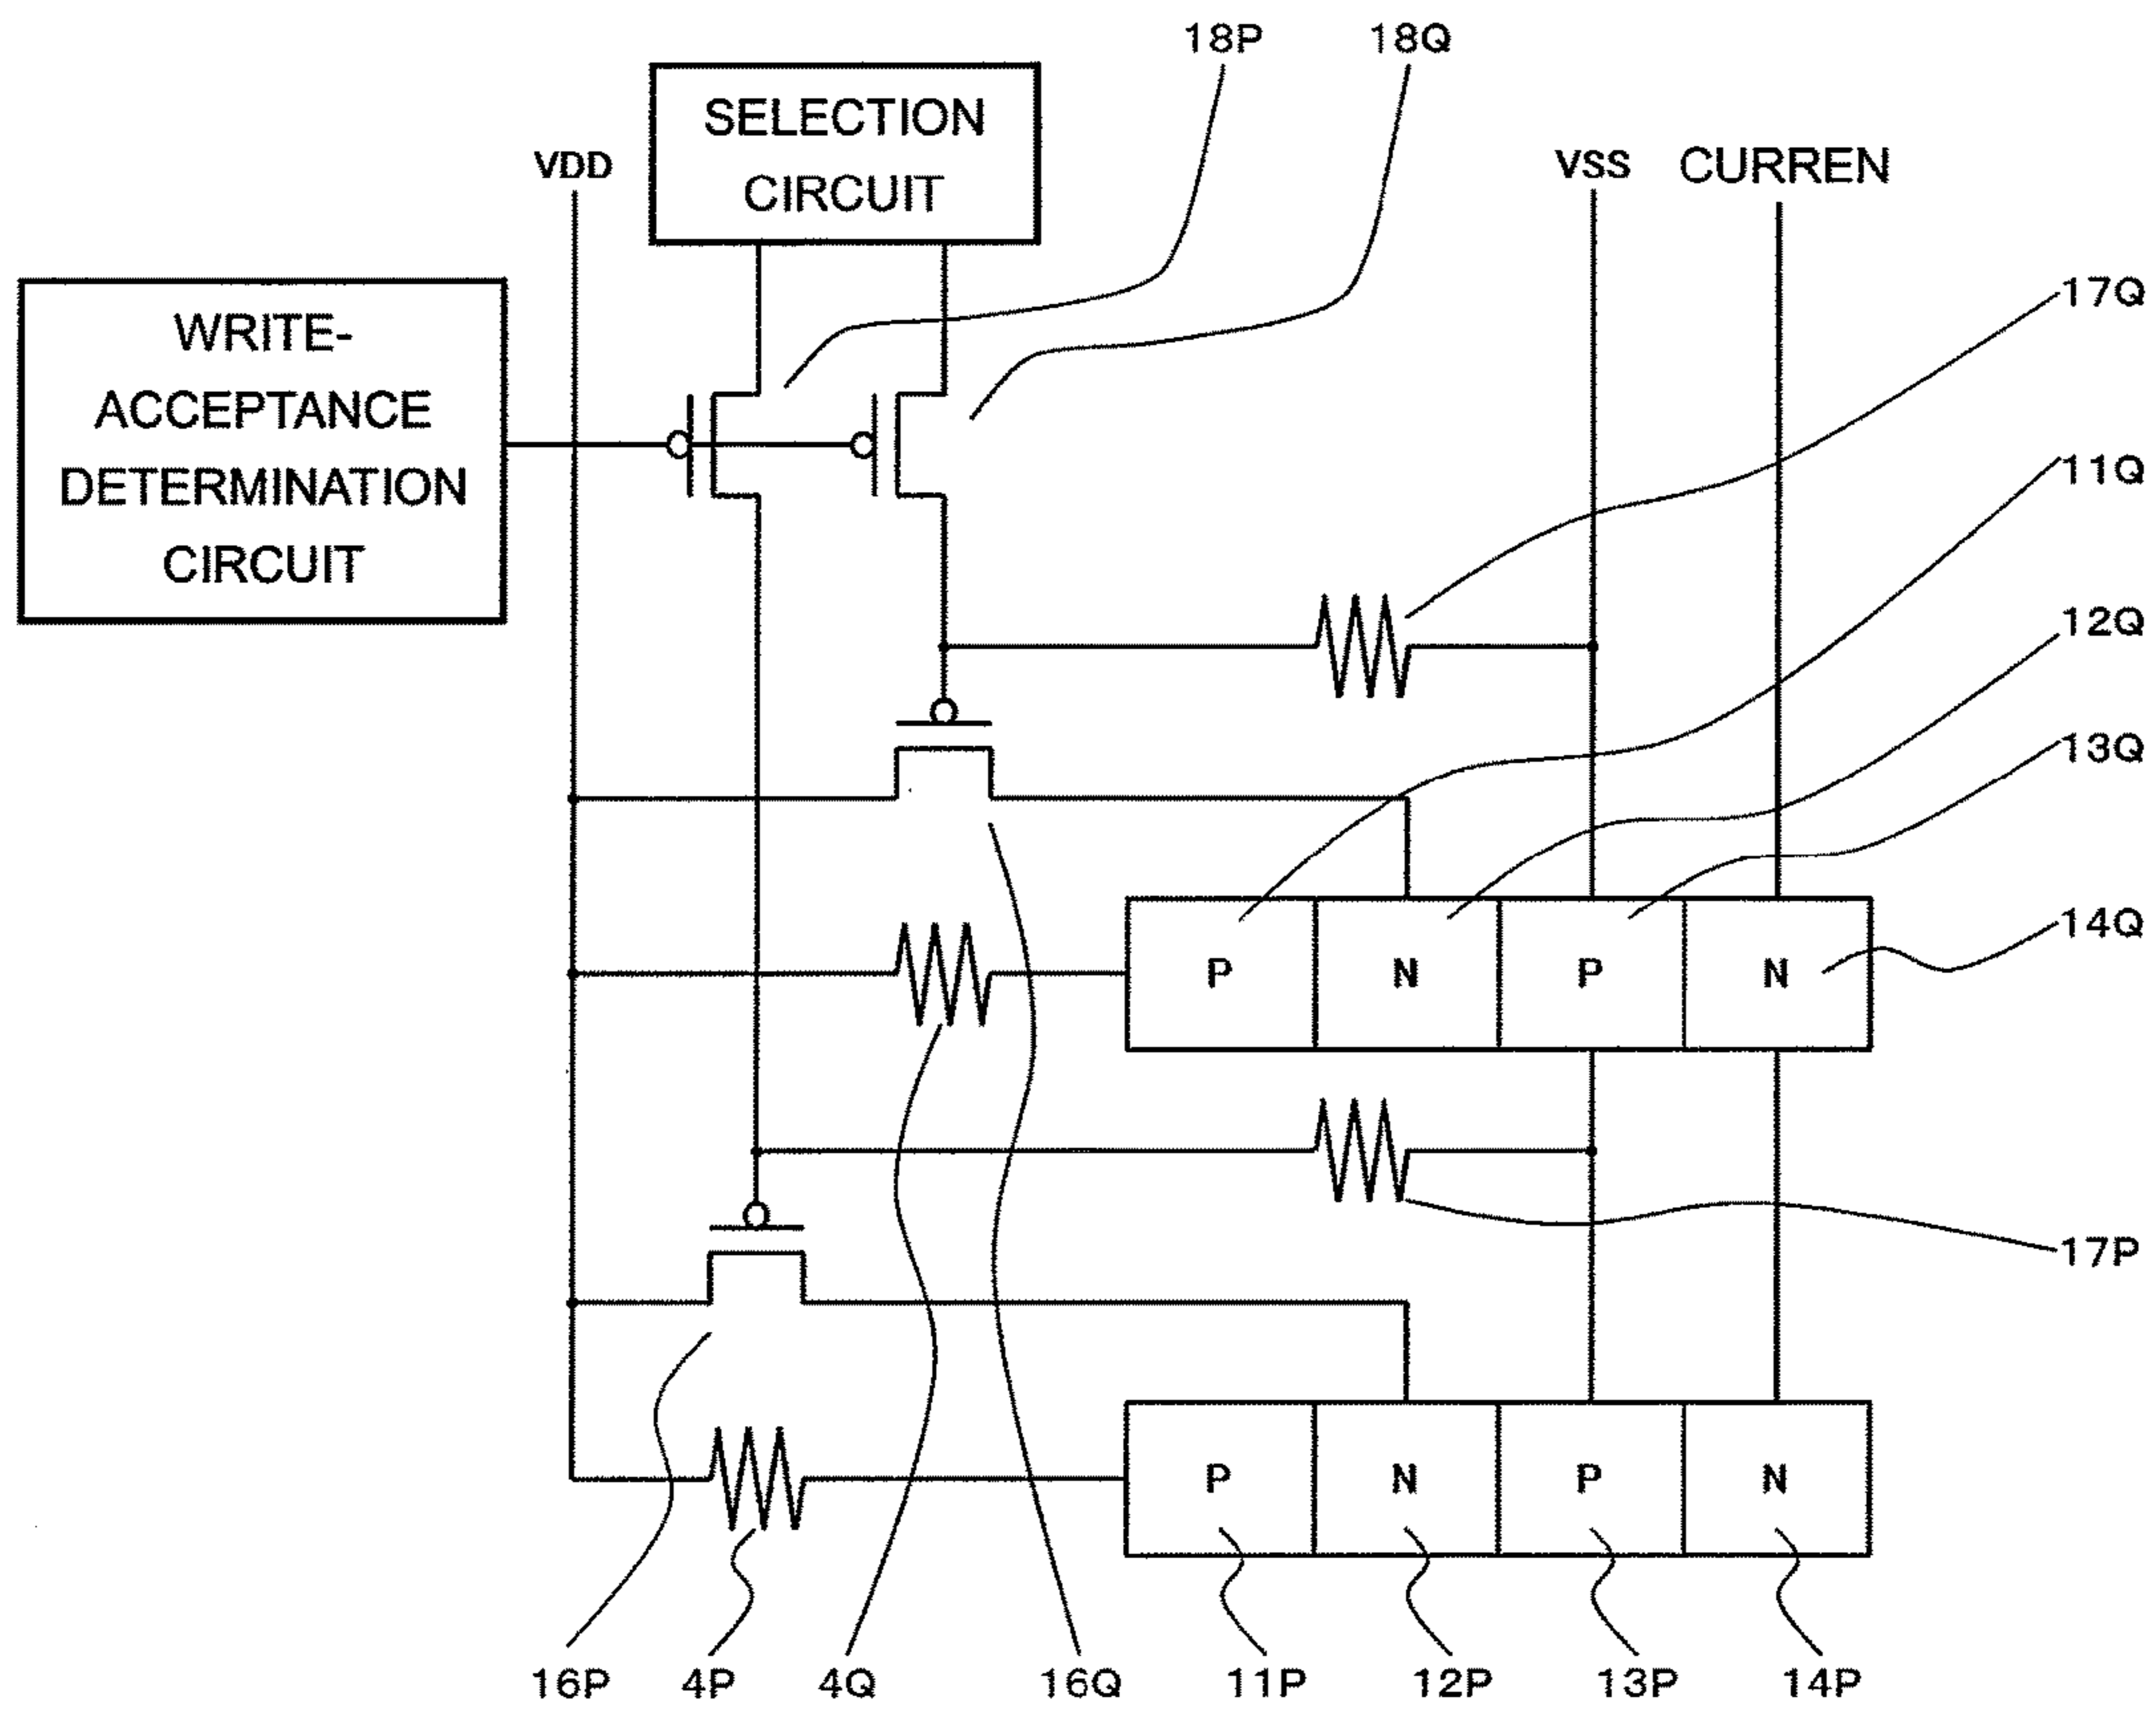 18P 18Q
SELECTION
CIRCUIT
VDD
VSS CURREN
WRITE-
ACCEPTANCE
DETERMINATION
CIRCUIT
17Q
11Q
12Q
13Q
14Q
P N P N
17P
P N P N
16P 4P 4Q 16Q 11P 12P 13P 14P